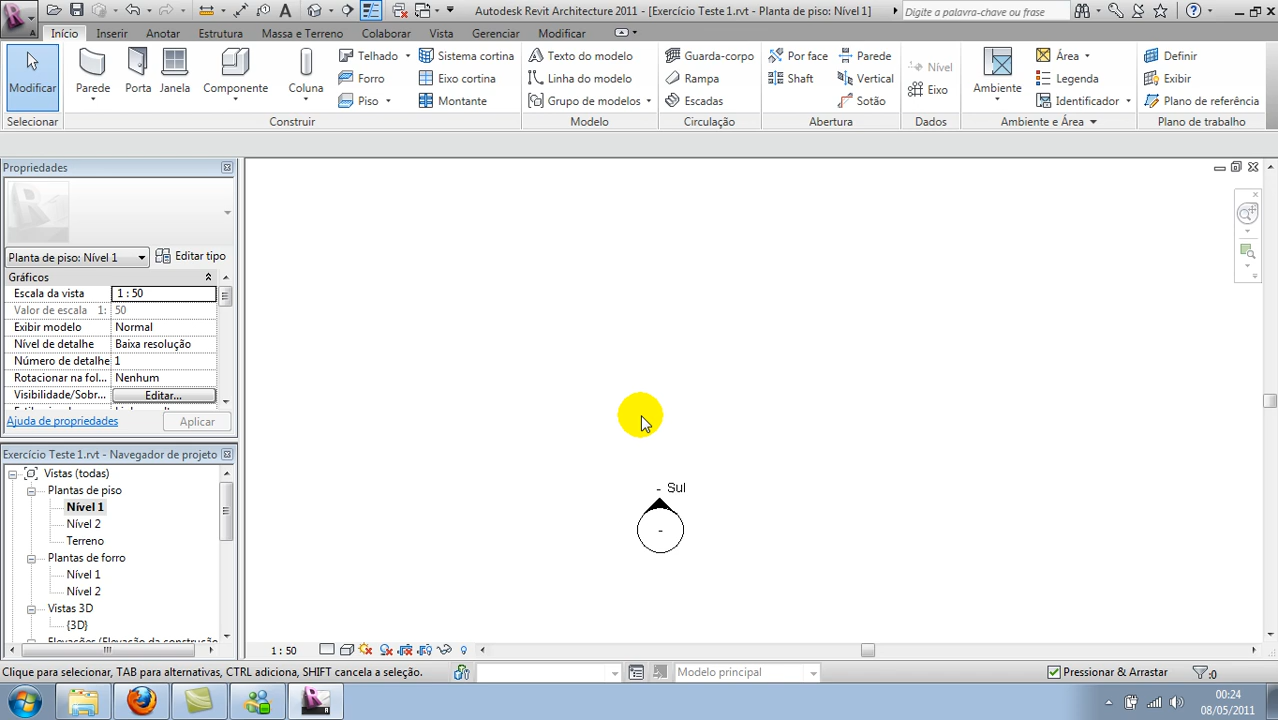 Autodesk Revit Architecture 2011 - [Exercício Teste 1.rvt - Planta de piso: Nível 1]
Digite a palavra-chave ou frase
Início Inserir Anotar Estrutura Massa e Terreno Colaborar Vista Gerenciar Modificar
Modificar
Parede
Porta
Janela
Componente
Coluna
Telhado
Forro
Piso
Sistema cortina
Eixo cortina
Montante
Texto do modelo
Linha do modelo
Grupo de modelos
Guarda-corpo
Rampa
Escadas
Por face
Shaft
Parede
Vertical
Sotão
Nível
Eixo
Ambiente
Área
Legenda
Identificador
Definir
Exibir
Plano de referência
Selecionar Construir Modelo Circulação Abertura Dados Ambiente e Área Plano de trabalho
Propriedades
Planta de piso: Nível 1 Editar tipo
Gráficos
Escala da vista 1 : 50
Valor de escala 1: 50
Exibir modelo Normal
Nível de detalhe Baixa resolução
Número de detalhe 1
Rotacionar na fol... Nenhum
Visibilidade/Sobr... Editar...
Ajuda de propriedades Aplicar
Exercício Teste 1.rvt - Navegador de projeto
Vistas (todas)
Plantas de piso
Nível 1
Nível 2
Terreno
Plantas de forro
Nível 1
Nível 2
Vistas 3D
{3D}
Elevações (Elevação da construção
- Sul
-
1 : 50
Clique para selecionar, TAB para alternativas, CTRL adiciona, SHIFT cancela a seleção.
Modelo principal
Pressionar & Arrastar
:0
00:24
08/05/2011